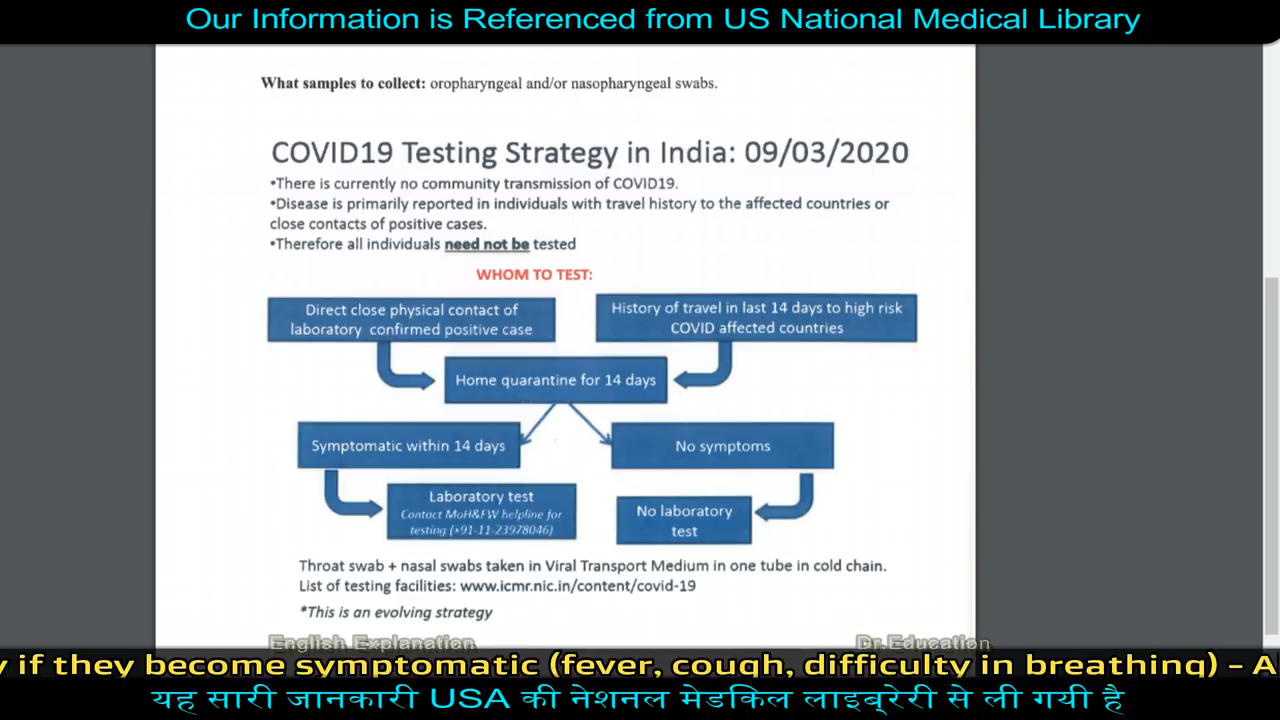 Our Information is Referenced from US National Medical Library
What samples to collect: oropharyngeal and/or nasopharyngeal swabs.
COVID19 Testing Strategy in India: 09/03/2020
•There is currently no community transmission of COVID19.
•Disease is primarily reported in individuals with travel history to the affected countries or
close contacts of positive cases.
•Therefore all individuals need not be tested
WHOM TO TEST:
Direct close physical contact of
laboratory confirmed positive case
History of travel in last 14 days to high risk
COVID affected countries
Home quarantine for 14 days
Symptomatic within 14 days
No symptoms
Laboratory test
Contact MoH&FW helpline for
testing (+91-11-23978046)
No laboratory
test
Throat swab + nasal swabs taken in Viral Transport Medium in one tube in cold chain.
List of testing facilities: www.icmr.nic.in/content/covid-19
*This is an evolving strategy
English Explanation
Dr.Education
y if they become symptomatic (fever, cough, difficulty in breathing) – A
यह सारी जानकारी USA की नेशनल मेडकिल लाइब्रेरी से ली गयी है